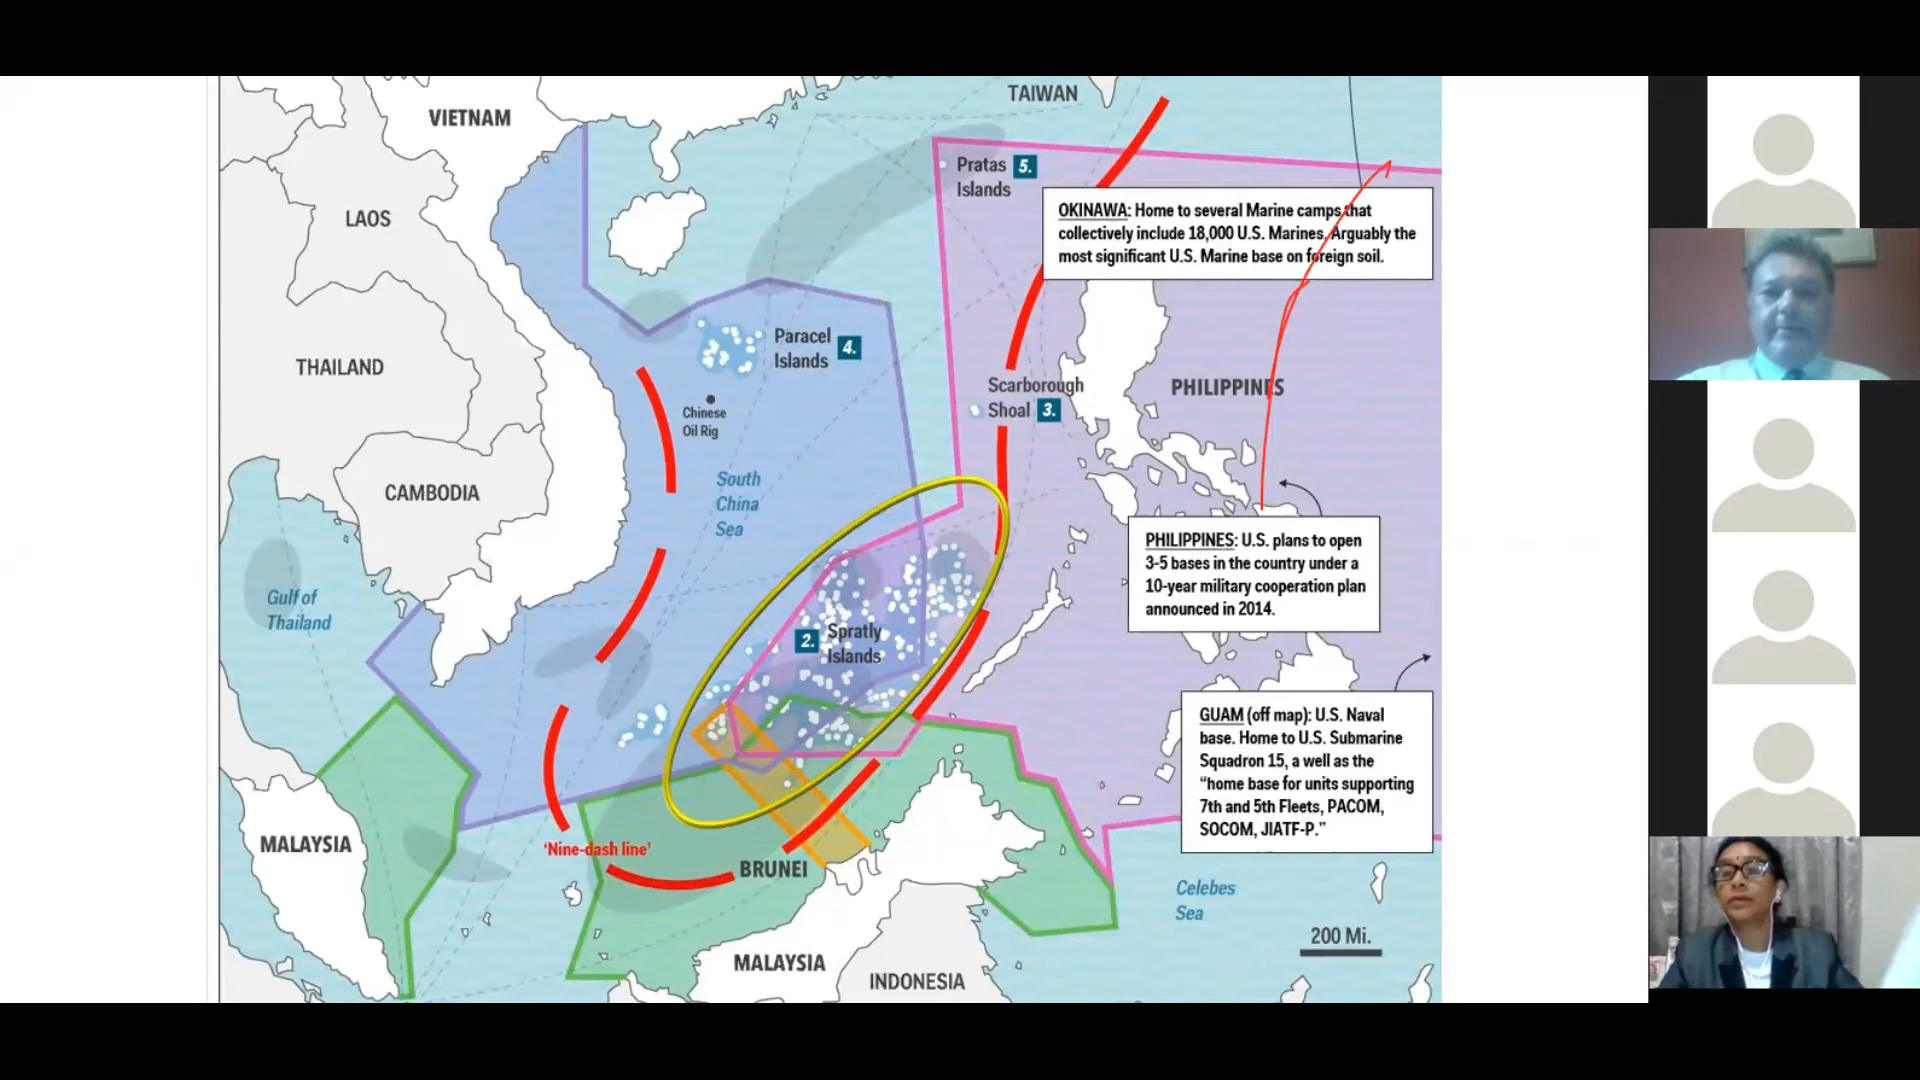 TAIWAN
VIETNAM
Pratas
Islands
5.
LAOS
OKINAWA: Home to several Marine camps that
collectively include 18,000 U.S. Marines. Arguably the
most significant U.S. Marine base on foreign soil.
Paracel
Islands
4.
THAILAND
Scarborough
Shoal
3.
PHILIPPINES
Chinese
Oil Rig
CAMBODIA
South
China
Sea
PHILIPPINES: U.S. plans to open
3-5 bases in the country under a
10-year military cooperation plan
announced in 2014.
Gulf of
Thailand
2.
Spratly
Islands
GUAM (off map): U.S. Naval
base. Home to U.S. Submarine
Squadron 15, a well as the
“home base for units supporting
7th and 5th Fleets, PACOM,
SOCOM, JIATF-P.”
MALAYSIA
'Nine-dash line'
BRUNEI
Celebes
Sea
200 Mi.
MALAYSIA
INDONESIA